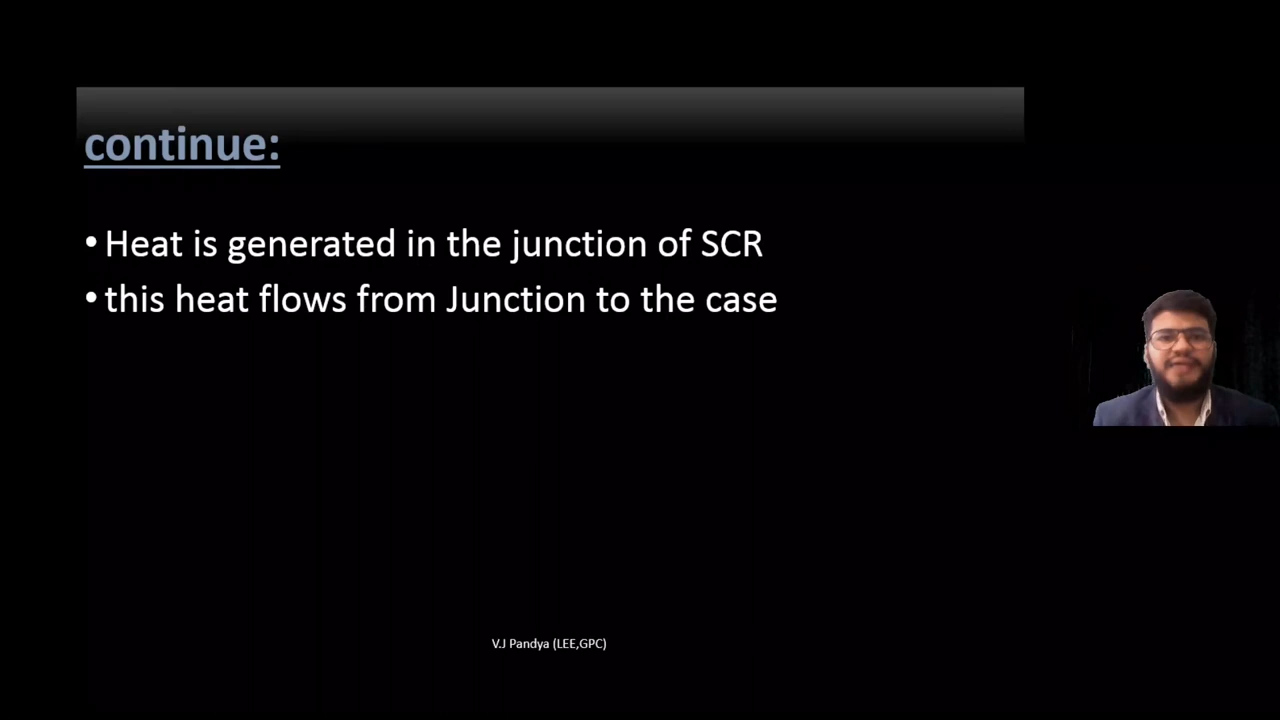 continue:
• Heat is generated in the junction of SCR
• this heat flows from Junction to the case
V.J Pandya (LEE,GPC)